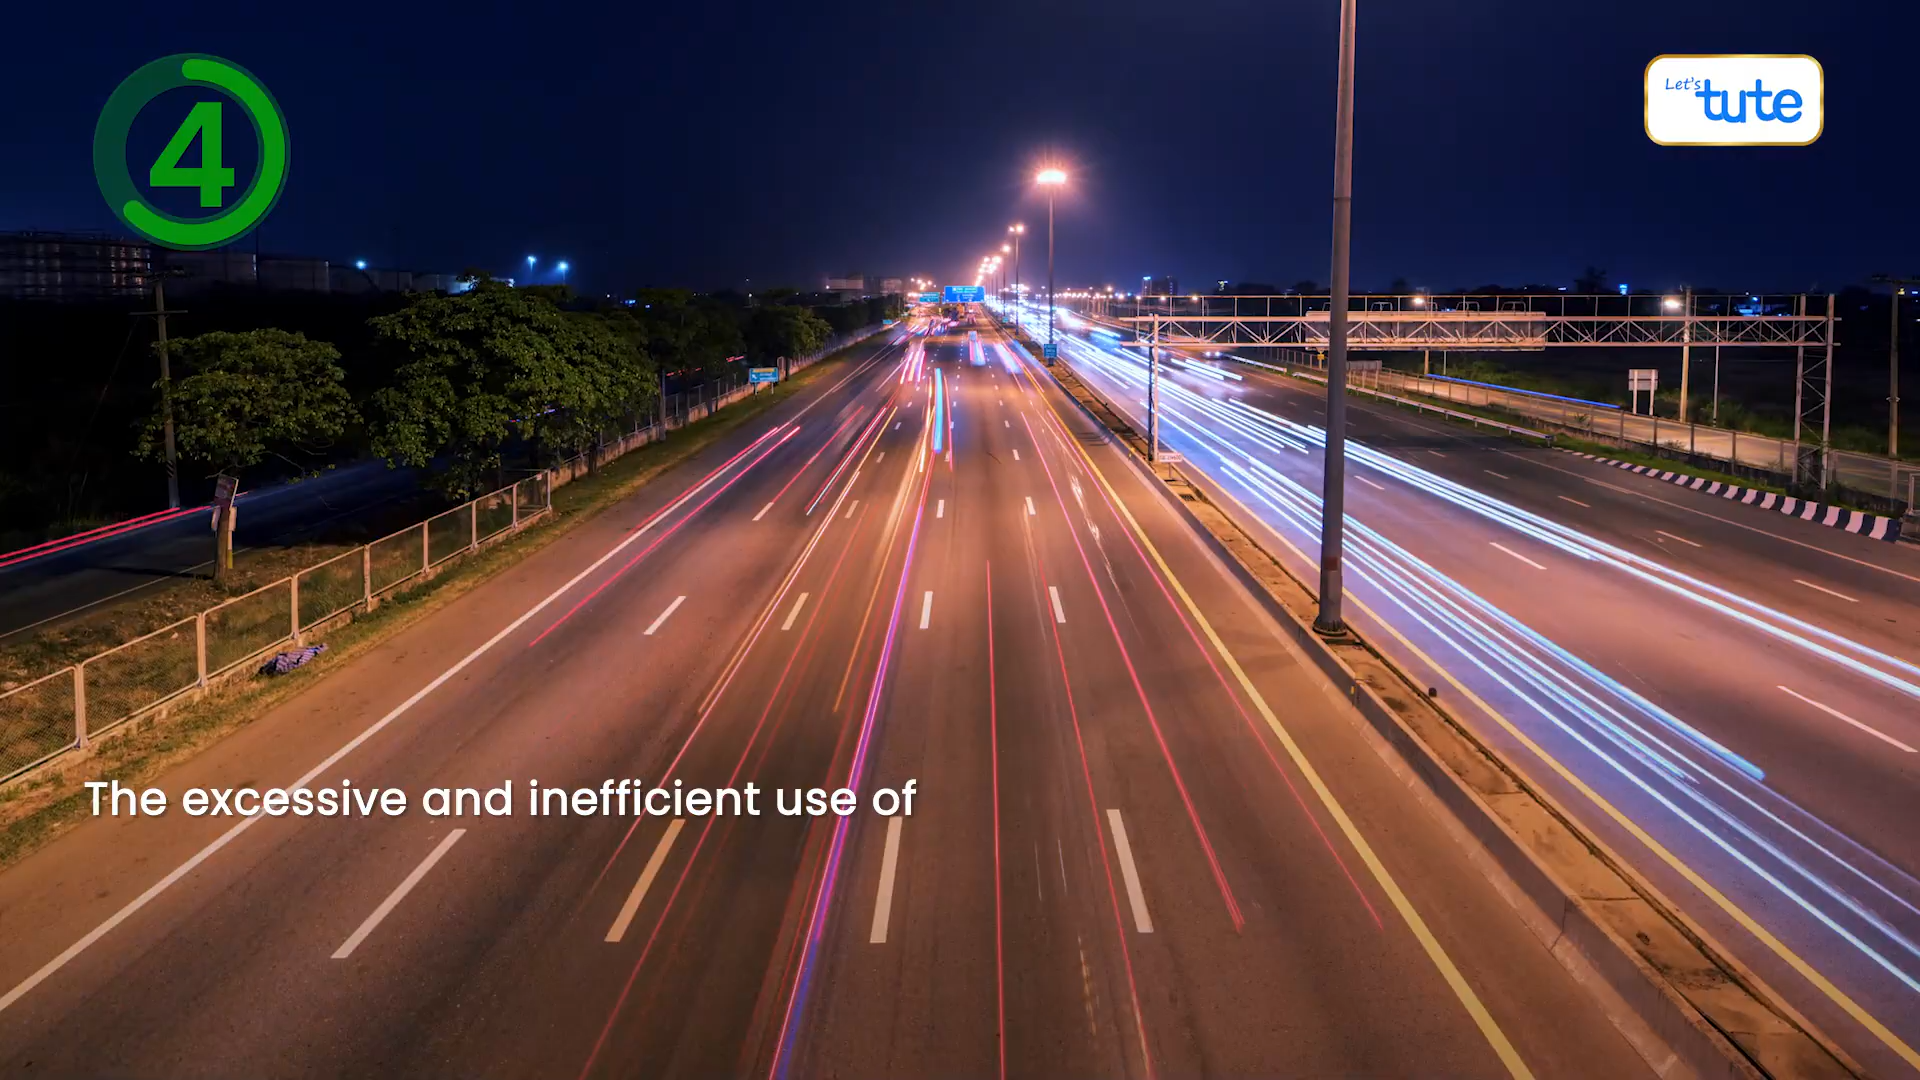 4
Let's
tute
The excessive and inefficient use of